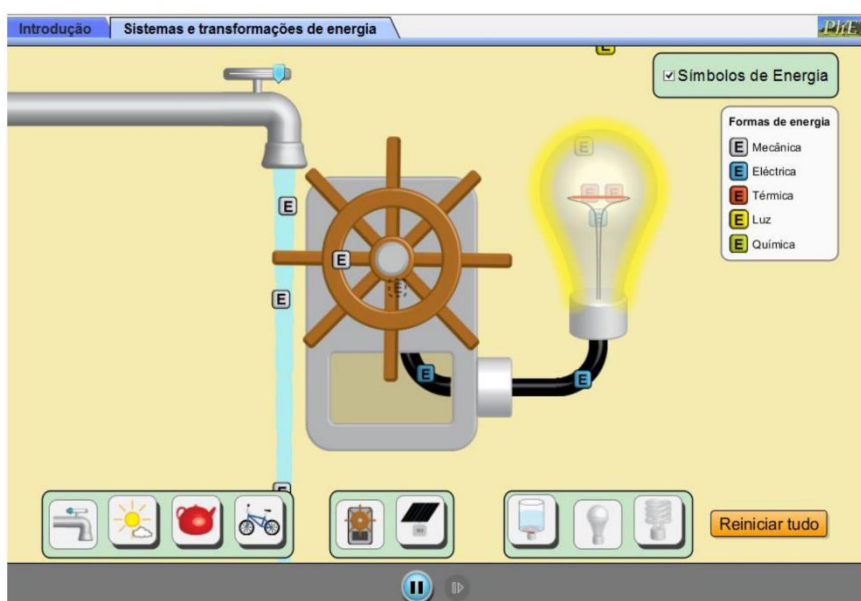 Introdução
Sistemas e transformações de energia
PhET
Símbolos de Energia
Formas de energia
E Mecânica
E Eléctrica
E Térmica
E Luz
E Química
E
E
E
E
E
E
E
E
E
E
E
E
Reiniciar tudo